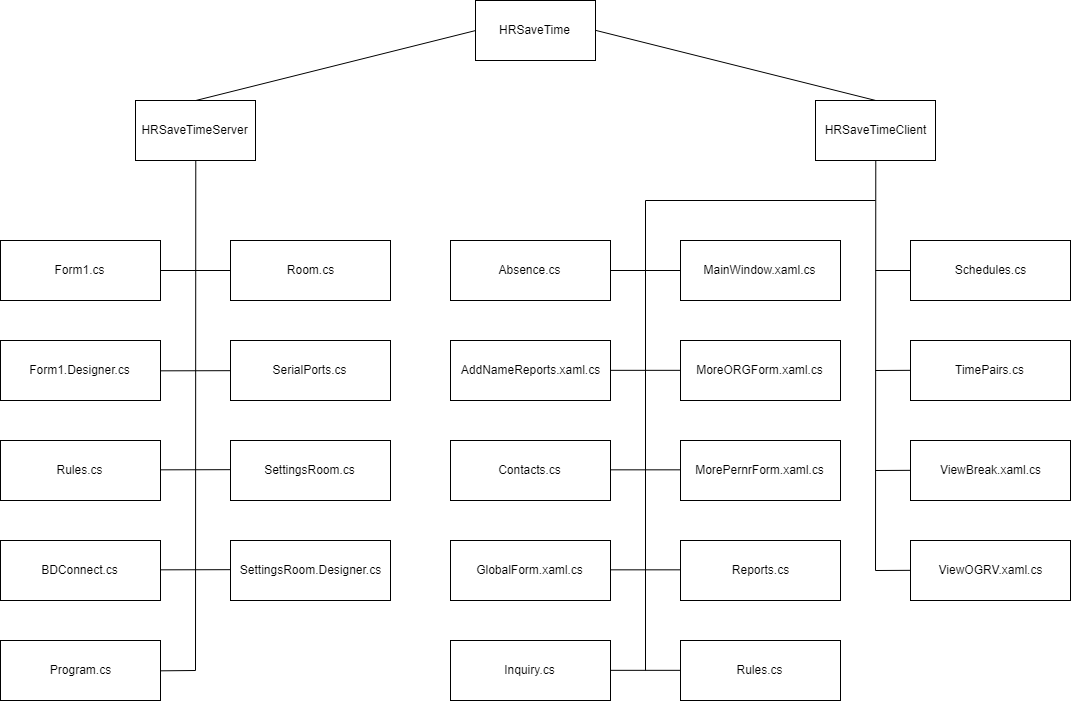 HRSaveTime
HRSaveTimeServer
HRSaveTimeClient
Form1.cs
Room.cs
Absence.cs
MainWindow.xaml.cs
Schedules.cs
Form1.Designer.cs
SerialPorts.cs
AddNameReports.xaml.cs
MoreORGForm.xaml.cs
TimePairs.cs
Rules.cs
SettingsRoom.cs
Contacts.cs
MorePernrForm.xaml.cs
ViewBreak.xaml.cs
BDConnect.cs
SettingsRoom.Designer.cs
GlobalForm.xaml.cs
Reports.cs
ViewOGRV.xaml.cs
Program.cs
Inquiry.cs
Rules.cs